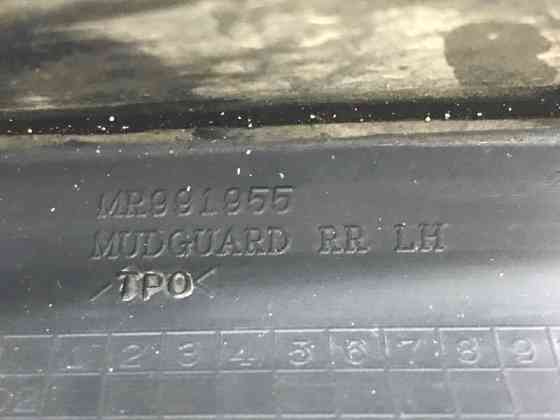 MR991955
MUDGUARD RR LH
>TPO<
1 2 3 4 5 6 7 8 9